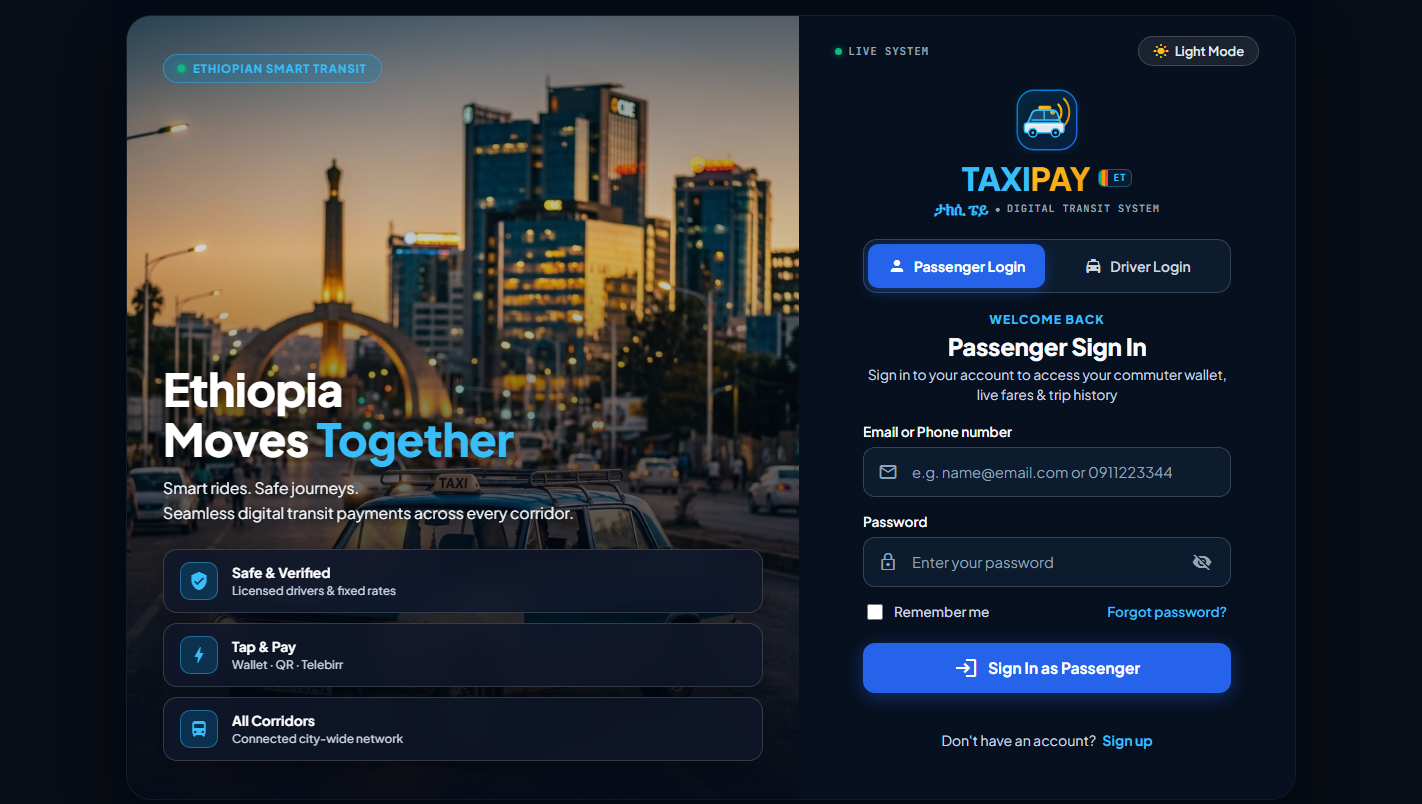 ETHIOPIAN SMART TRANSIT
CBE
TAXI
Ethiopia
Moves Together
Smart rides. Safe journeys.
Seamless digital transit payments across every corridor.
Safe & Verified
Licensed drivers & fixed rates
Tap & Pay
Wallet · QR · Telebirr
All Corridors
Connected city-wide network
LIVE SYSTEM
Light Mode
TAXIPAY ET
ታክሲ ፔይ • DIGITAL TRANSIT SYSTEM
Passenger Login
Driver Login
WELCOME BACK
Passenger Sign In
Sign in to your account to access your commuter wallet,
live fares & trip history
Email or Phone number
e.g. name@email.com or 0911223344
Password
Enter your password
Remember me
Forgot password?
Sign In as Passenger
Don't have an account? Sign up